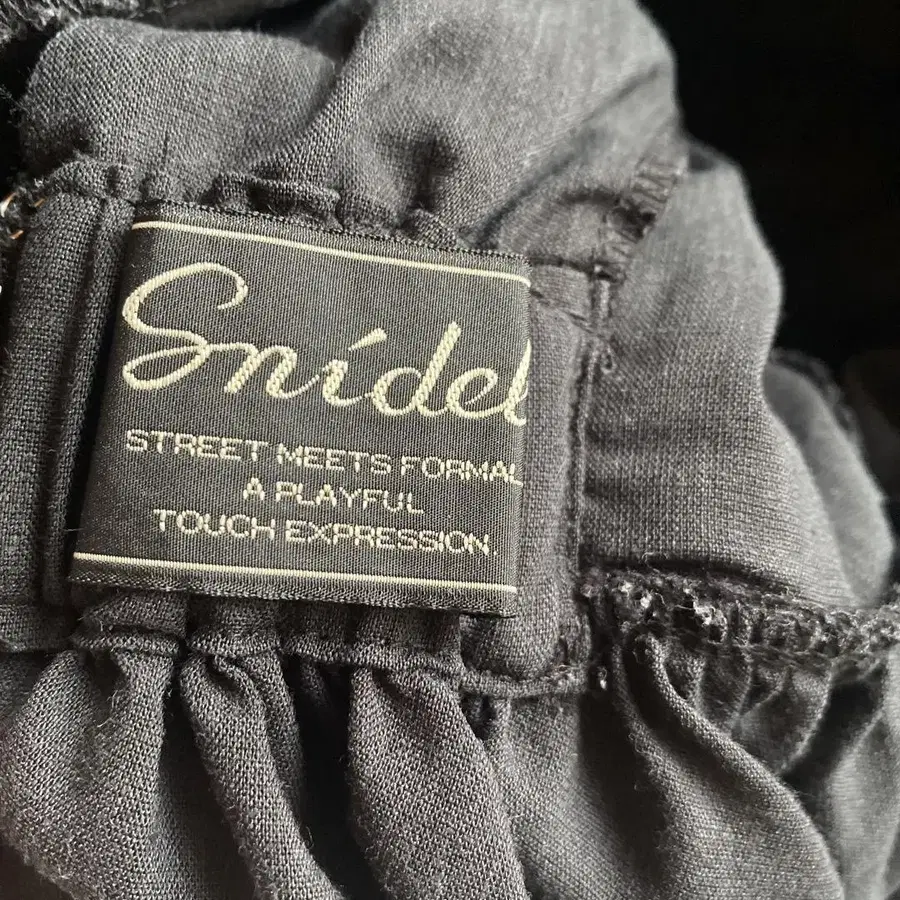 Snidel
STREET MEETS FORMAL
A PLAYFUL
TOUCH EXPRESSION.